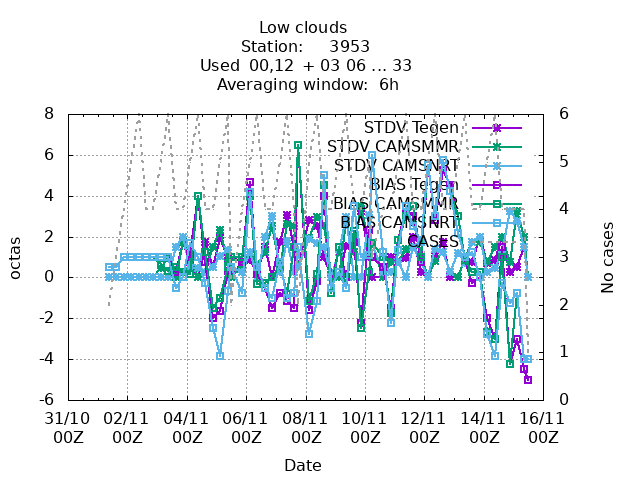 Low clouds
Station: 3953
Used 00,12 + 03 06 ... 33
Averaging window: 6h
STDV Tegen
STDV CAMSMMR
STDV CAMSNRT
BIAS Tegen
BIAS CAMSMMR
BIAS CAMSNRT
CASES
octas
8
6
4
2
0
-2
-4
-6
No cases
6
5
4
3
2
1
0
31/10 02/11 04/11 06/11 08/11 10/11 12/11 14/11 16/11
00Z 00Z 00Z 00Z 00Z 00Z 00Z 00Z 00Z
Date